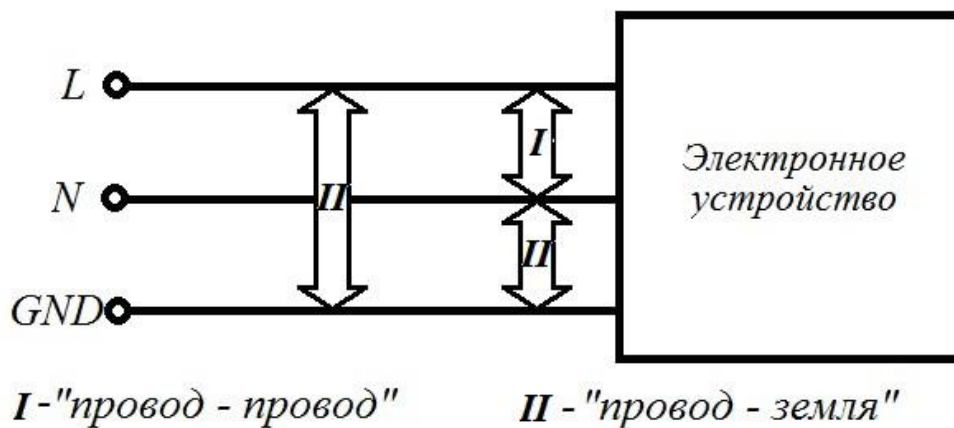 L
I
Электронное
устройство
N
II
II
GND
I - "провод - провод"
II - "провод - земля"